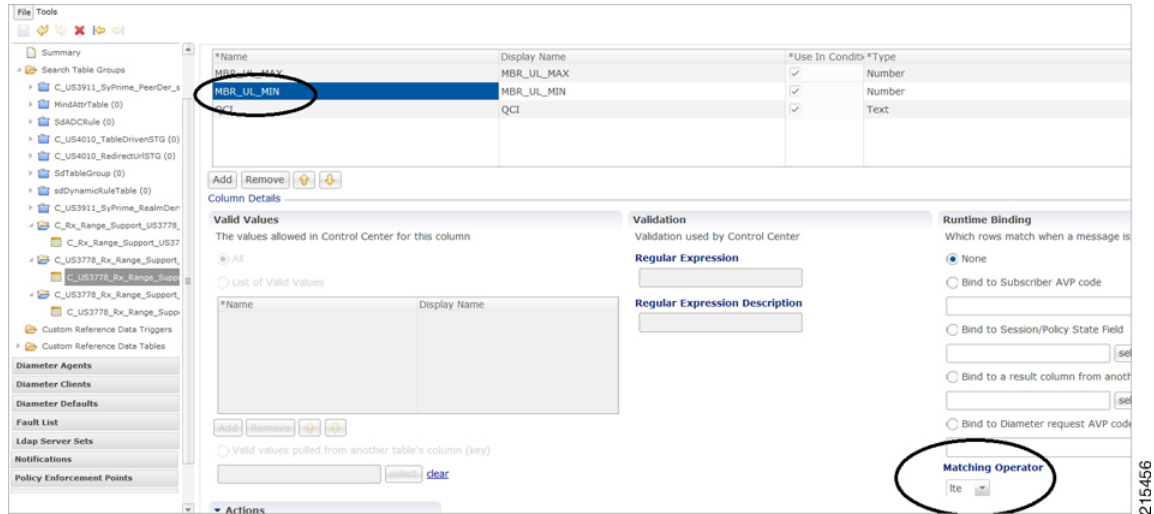 File Tools
Summary
Search Table Groups
C_US3911_SyPrime_PeerDer_s
MindAttrTable (0)
SdADCRule (0)
C_US4010_TableDrivenSTG (0)
C_US4010_RedirectUrlSTG (0)
SdTableGroup (0)
sdDynamicRuleTable (0)
C_US3911_SyPrime_RealmDer
C_Rx_Range_Support_US3778_
C_Rx_Range_Support_US37
C_US3778_Rx_Range_Support_
C_US3778_Rx_Range_Supp
C_US3778_Rx_Range_Support_
C_US3778_Rx_Range_Supp
Custom Reference Data Triggers
Custom Reference Data Tables
Diameter Agents
Diameter Clients
Diameter Defaults
Fault List
Ldap Server Sets
Notifications
Policy Enforcement Points
*Name Display Name *Use In Conditi *Type
MBR_UL_MAX MBR_UL_MAX Number
MBR_UL_MIN MBR_UL_MIN Number
QCI QCI Text
Add Remove
Column Details
Valid Values
The values allowed in Control Center for this column
All
List of Valid Values
*Name Display Name
Add Remove
Valid values pulled from another table's column (key)
select clear
Actions
Validation
Validation used by Control Center
Regular Expression
Regular Expression Description
Runtime Binding
Which rows match when a message is
None
Bind to Subscriber AVP code
Bind to Session/Policy State Field
sel
Bind to a result column from anoth
sel
Bind to Diameter request AVP code
Matching Operator
lte
215456